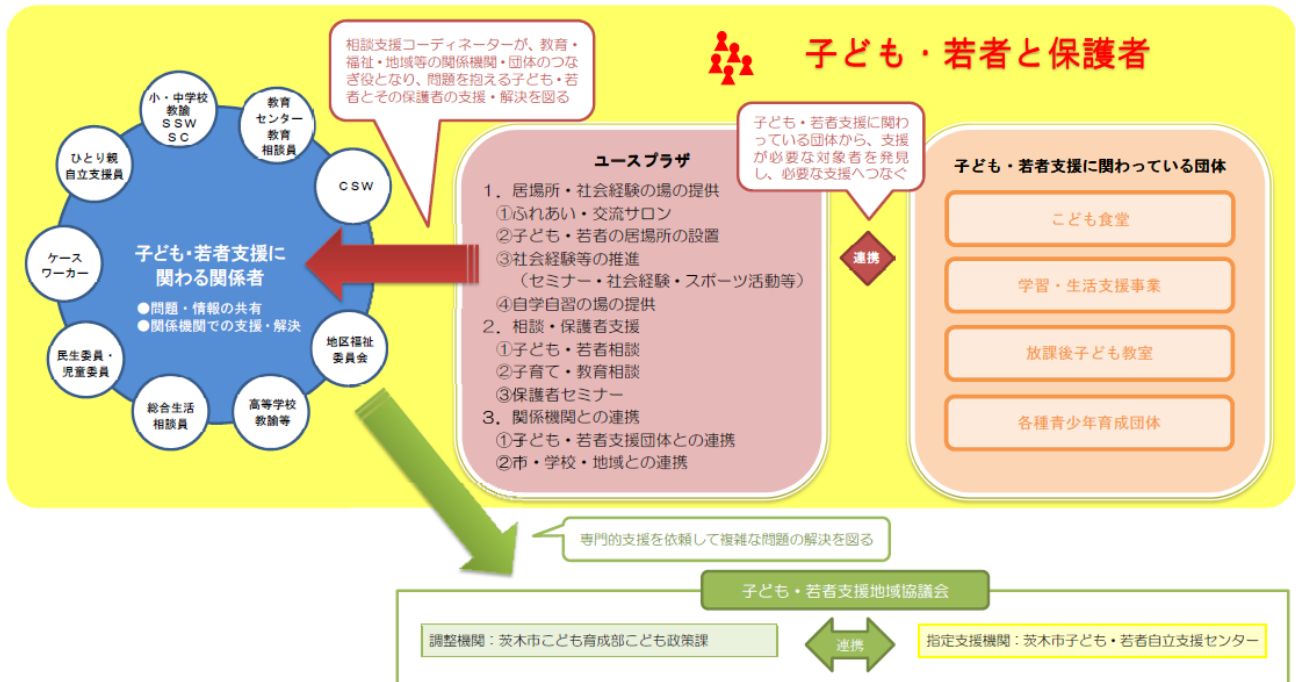 子ども・若者と保護者
相談支援コーディネーターが、教育・
福祉・地域等の関係機関・団体のつな
ぎ役となり、問題を抱える子ども・若
者とその保護者の支援・解決を図る
小・中学校
教諭
SSW
SC
教育
センター
教育
相談員
CSW
ひとり親
自立支援員
ケース
ワーカー
民生委員・
児童委員
総合生活
相談員
高等学校
教諭等
地区福祉
委員会
子ども・若者支援に
関わる関係者
●問題・情報の共有
●関係機関での支援・解決
ユースプラザ
1．居場所・社会経験の場の提供
①ふれあい・交流サロン
②子ども・若者の居場所の設置
③社会経験等の推進
（セミナー・社会経験・スポーツ活動等）
④自学自習の場の提供
2．相談・保護者支援
①子ども・若者相談
②子育て・教育相談
③保護者セミナー
3．関係機関との連携
①子ども・若者支援団体との連携
②市・学校・地域との連携
子ども・若者支援に関わ
っている団体から、支援
が必要な対象者を発見
し、必要な支援へつなぐ
連携
子ども・若者支援に関わっている団体
こども食堂
学習・生活支援事業
放課後子ども教室
各種青少年育成団体
専門的支援を依頼して複雑な問題の解決を図る
子ども・若者支援地域協議会
調整機関：茨木市こども育成部こども政策課
連携
指定支援機関：茨木市子ども・若者自立支援センター